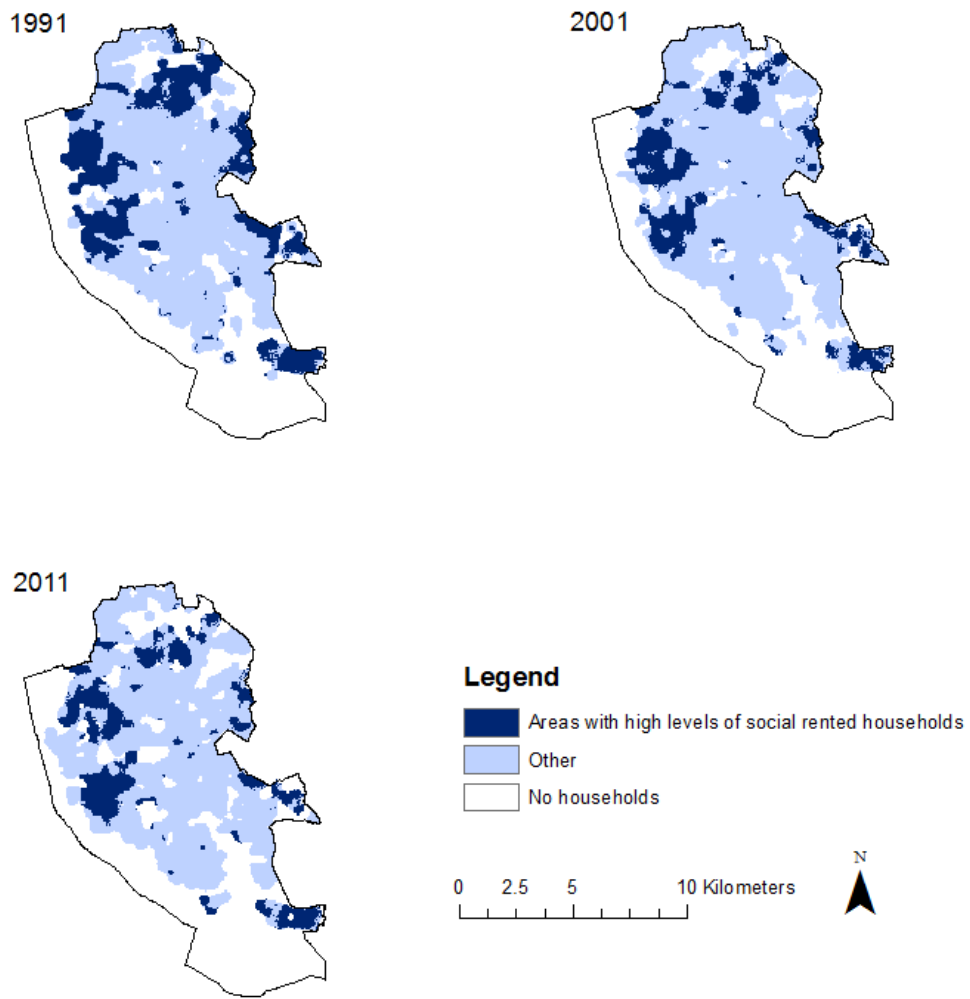 1991
2001
2011
Legend
Areas with high levels of social rented households
Other
No households
N
0 2.5 5 10 Kilometers